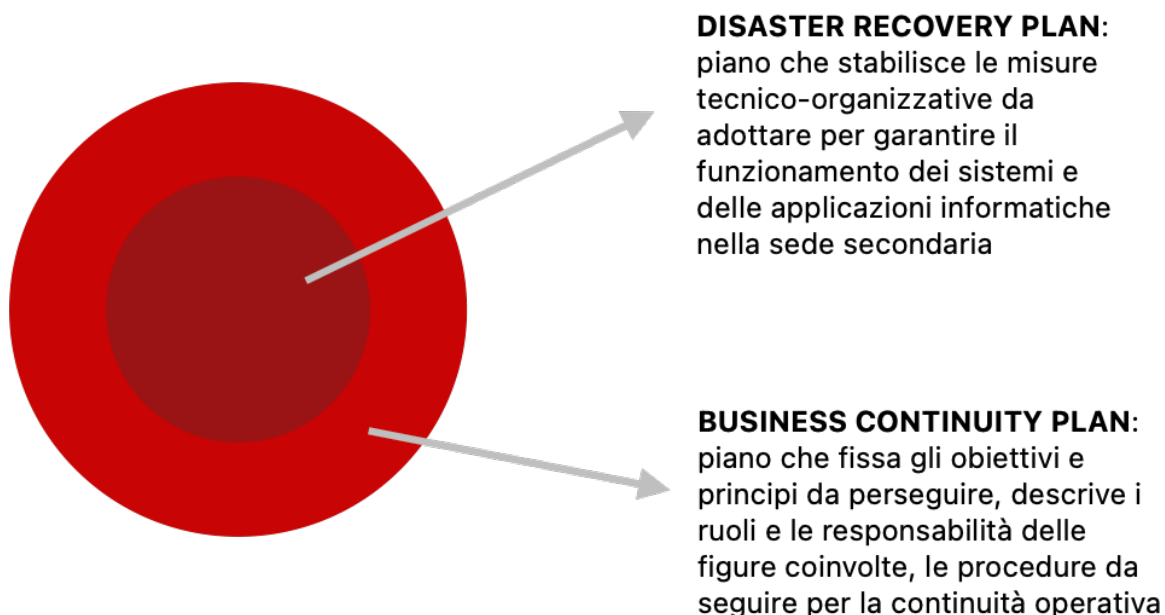 DISASTER RECOVERY PLAN:
piano che stabilisce le misure
tecnico-organizzative da
adottare per garantire il
funzionamento dei sistemi e
delle applicazioni informatiche
nella sede secondaria
BUSINESS CONTINUITY PLAN:
piano che fissa gli obiettivi e
principi da perseguire, descrive i
ruoli e le responsabilità delle
figure coinvolte, le procedure da
seguire per la continuità operativa